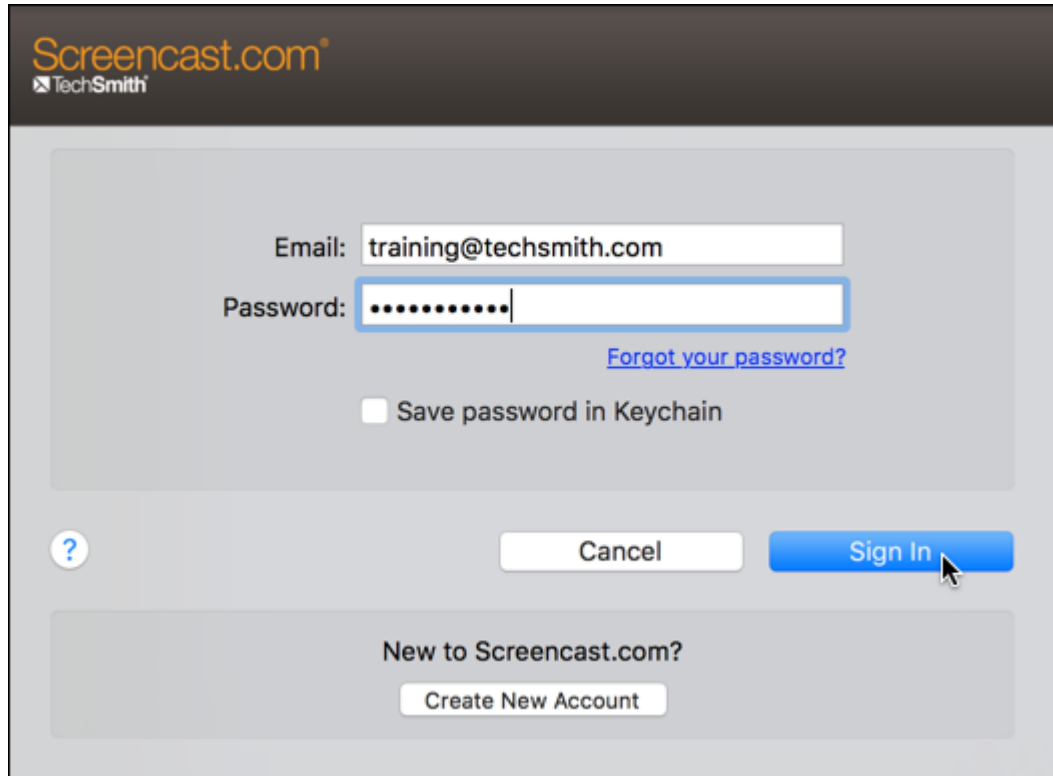 Screencast.com®
TechSmith®
Email: training@techsmith.com
Password: •••••••••••
Forgot your password?
Save password in Keychain
? Cancel Sign In
New to Screencast.com?
Create New Account